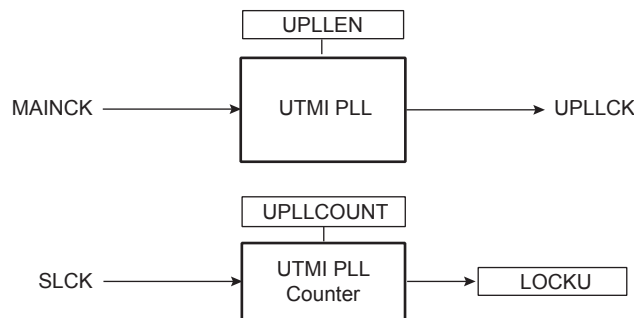 UPLLEN
MAINCK
UTMI PLL
UPLLCK
UPLLCOUNT
SLCK
UTMI PLL
Counter
LOCKU